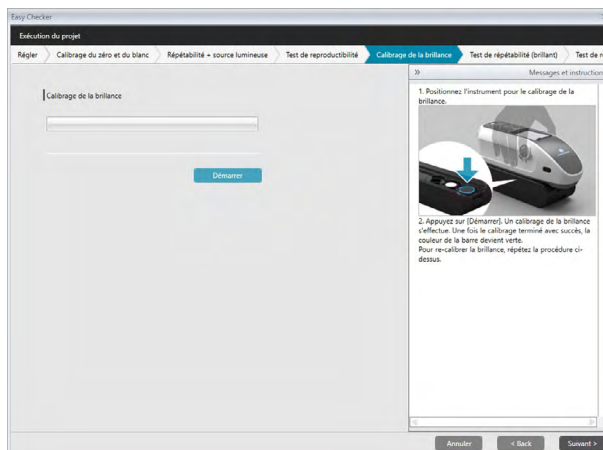 Easy Checker
Exécution du projet
Régler
Calibrage du zéro et du blanc
Répétabilité + source lumineuse
Test de reproductibilité
Calibrage de la brillance
Test de répétabilité (brillant)
Test de r
»
Messages et instruction
Calibrage de la brillance
Démarrer
1. Positionnez l'instrument pour le calibrage de la
brillance.
2. Appuyez sur [Démarrer]. Un calibrage de la brillance
s'effectue. Une fois le calibrage terminé avec succès, la
couleur de la barre devient verte.
Pour re-calibrer la brillance, répétez la procédure ci-
dessus.
Annuler
< Back
Suivant >